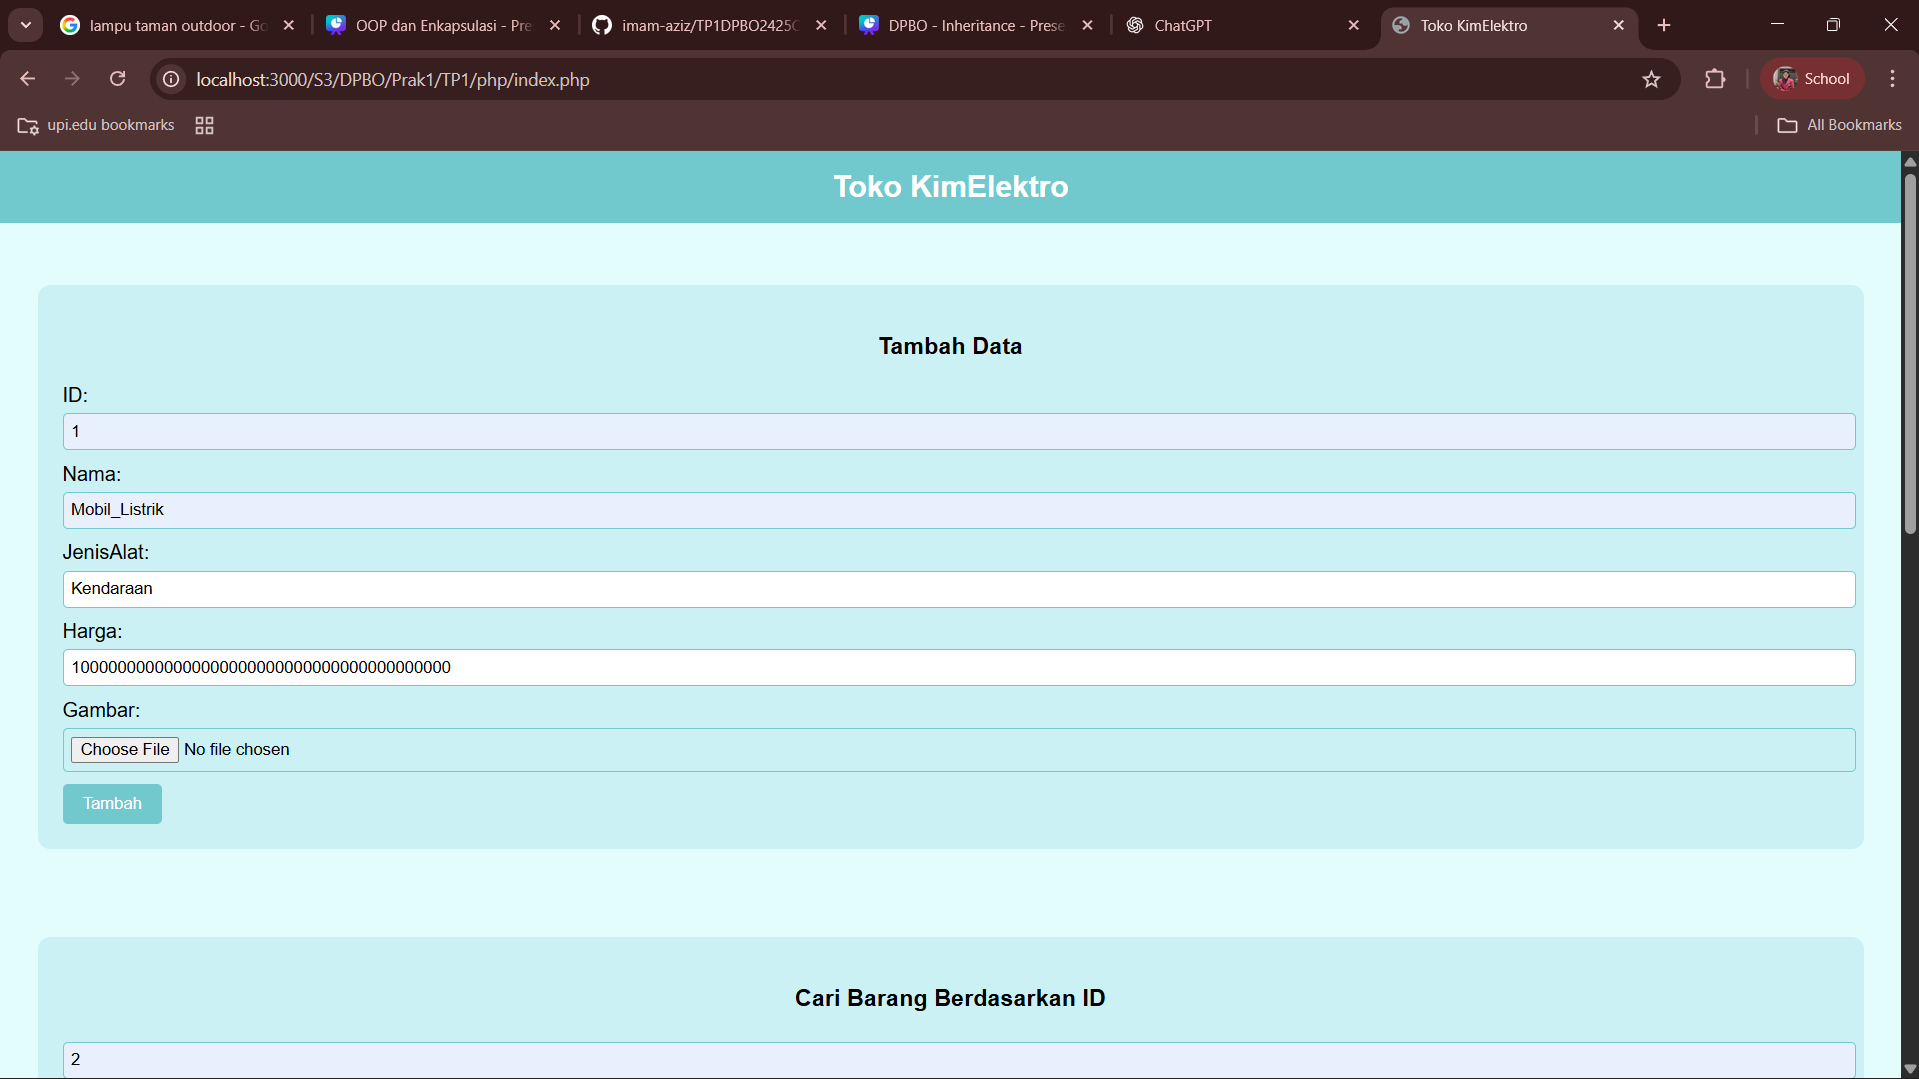 lampu taman outdoor - Go
OOP dan Enkapsulasi - Pre
imam-aziz/TP1DPBO2425C
DPBO - Inheritance - Prese
ChatGPT
Toko KimElektro
localhost:3000/S3/DPBO/Prak1/TP1/php/index.php
School
upi.edu bookmarks
All Bookmarks
Toko KimElektro
Tambah Data
ID:
1
Nama:
Mobil_Listrik
JenisAlat:
Kendaraan
Harga:
Gambar:
Choose File No file chosen
Tambah
Cari Barang Berdasarkan ID
2